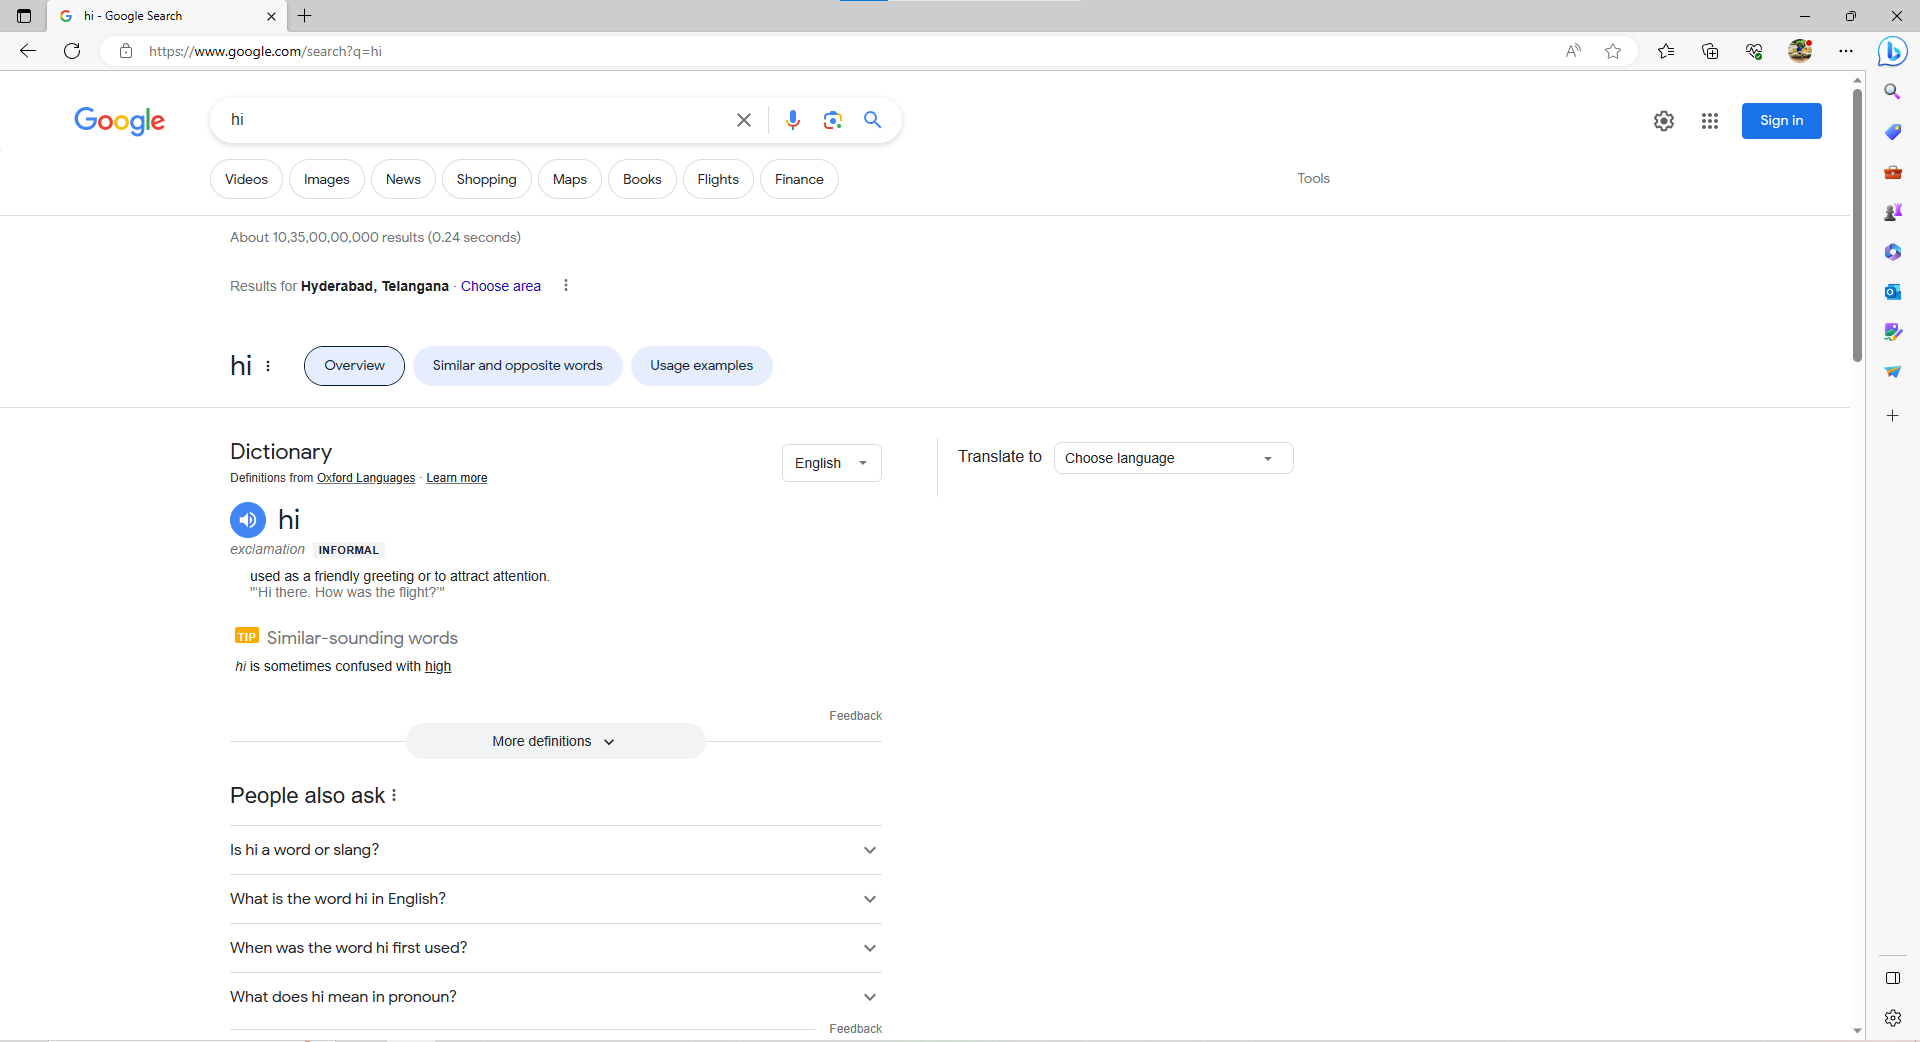 hi - Google Search
https://www.google.com/search?q=hi
Google
hi
Sign in
Videos
Images
News
Shopping
Maps
Books
Flights
Finance
Tools
About 10,35,00,00,000 results (0.24 seconds)
Results for Hyderabad, Telangana · Choose area
hi
Overview
Similar and opposite words
Usage examples
Dictionary
Definitions from Oxford Languages · Learn more
English
Translate to
Choose language
hi
exclamation INFORMAL
used as a friendly greeting or to attract attention.
"‘Hi there. How was the flight?’"
TIP Similar-sounding words
hi is sometimes confused with high
Feedback
More definitions
People also ask
Is hi a word or slang?
What is the word hi in English?
When was the word hi first used?
What does hi mean in pronoun?
Feedback